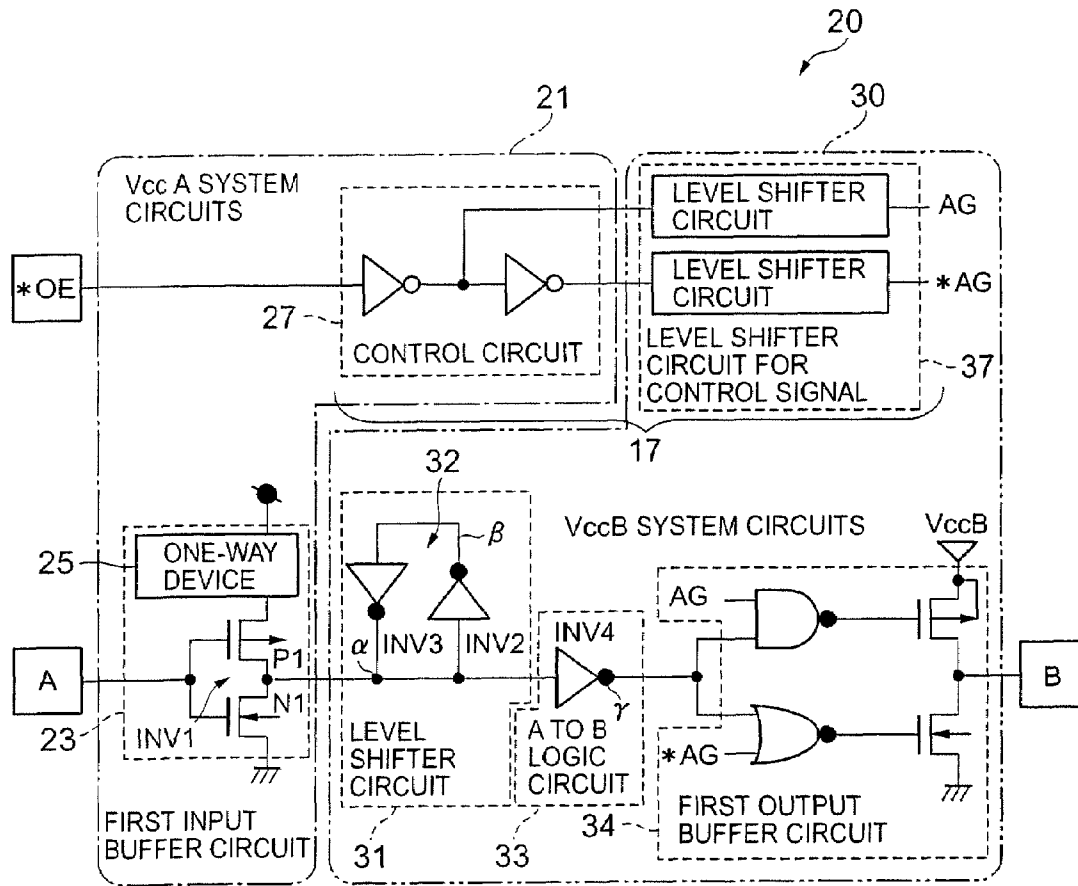 20
21
30
Vcc A SYSTEM
CIRCUITS
LEVEL SHIFTER
CIRCUIT
AG
*OE
LEVEL SHIFTER
CIRCUIT
*AG
27
CONTROL CIRCUIT
LEVEL SHIFTER
CIRCUIT FOR
CONTROL SIGNAL
37
17
32
β
VccB SYSTEM CIRCUITS
VccB
25
ONE-WAY
DEVICE
AG
INV3
INV2
INV4
α
P1
A
B
N1
γ
23
INV1
LEVEL
SHIFTER
CIRCUIT
A TO B
LOGIC
CIRCUIT
*AG
FIRST INPUT
BUFFER CIRCUIT
31
33
34
FIRST OUTPUT
BUFFER CIRCUIT